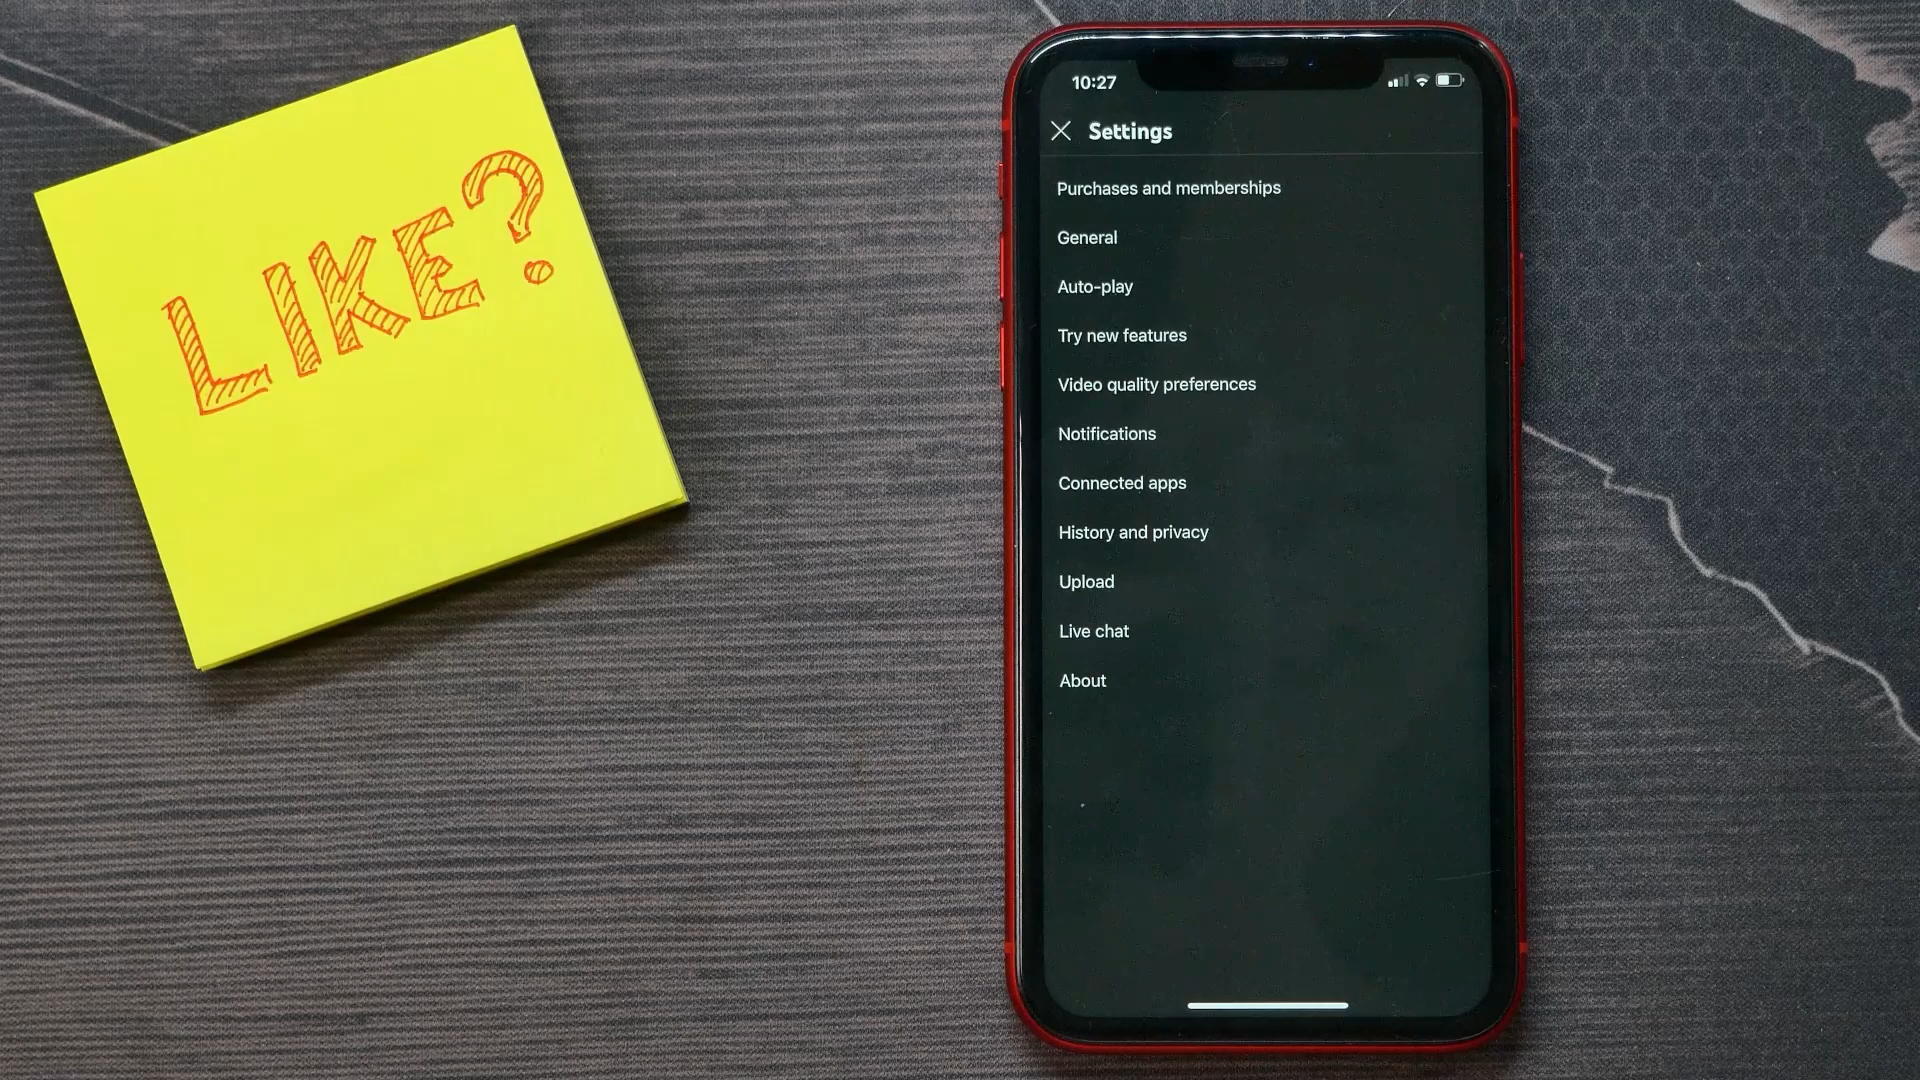 LIKE?
10:27
Settings
Purchases and memberships
General
Auto-play
Try new features
Video quality preferences
Notifications
Connected apps
History and privacy
Upload
Live chat
About